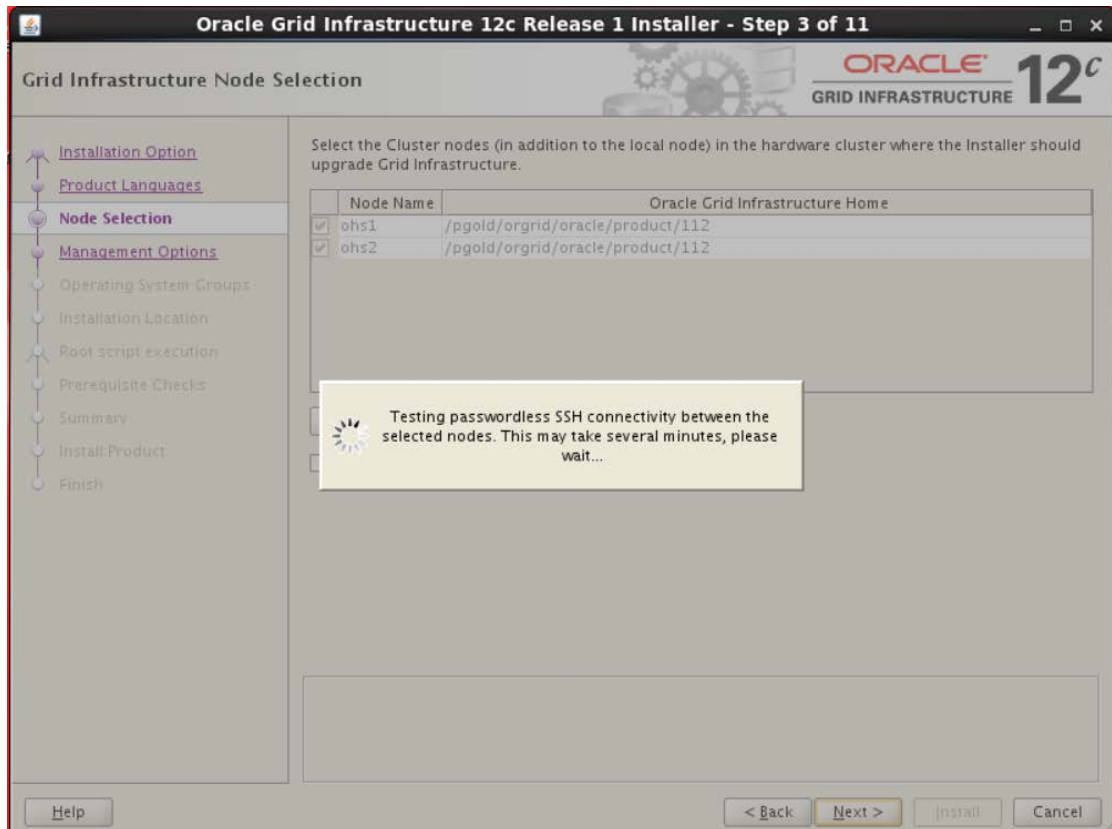 Oracle Grid Infrastructure 12c Release 1 Installer - Step 3 of 11
Grid Infrastructure Node Selection
ORACLE
GRID INFRASTRUCTURE
12c
Installation Option
Product Languages
Node Selection
Management Options
Operating System Groups
Installation Location
Root script execution
Prerequisite Checks
Summary
Install Product
Finish
Select the Cluster nodes (in addition to the local node) in the hardware cluster where the Installer should
upgrade Grid Infrastructure.
Node Name Oracle Grid Infrastructure Home
ohs1 /pgold/orgrid/oracle/product/112
ohs2 /pgold/orgrid/oracle/product/112
Testing passwordless SSH connectivity between the
selected nodes. This may take several minutes, please
wait...
Help
< Back
Next >
Install
Cancel